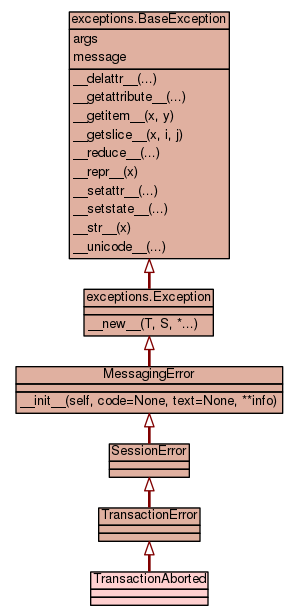 exceptions.BaseException
args
message
__delattr__(...)
__getattribute__(...)
__getitem__(x, y)
__getslice__(x, i, j)
__reduce__(...)
__repr__(x)
__setattr__(...)
__setstate__(...)
__str__(x)
__unicode__(...)
exceptions.Exception
__new__(T, S, *...)
MessagingError
__init__(self, code=None, text=None, **info)
SessionError
TransactionError
TransactionAborted